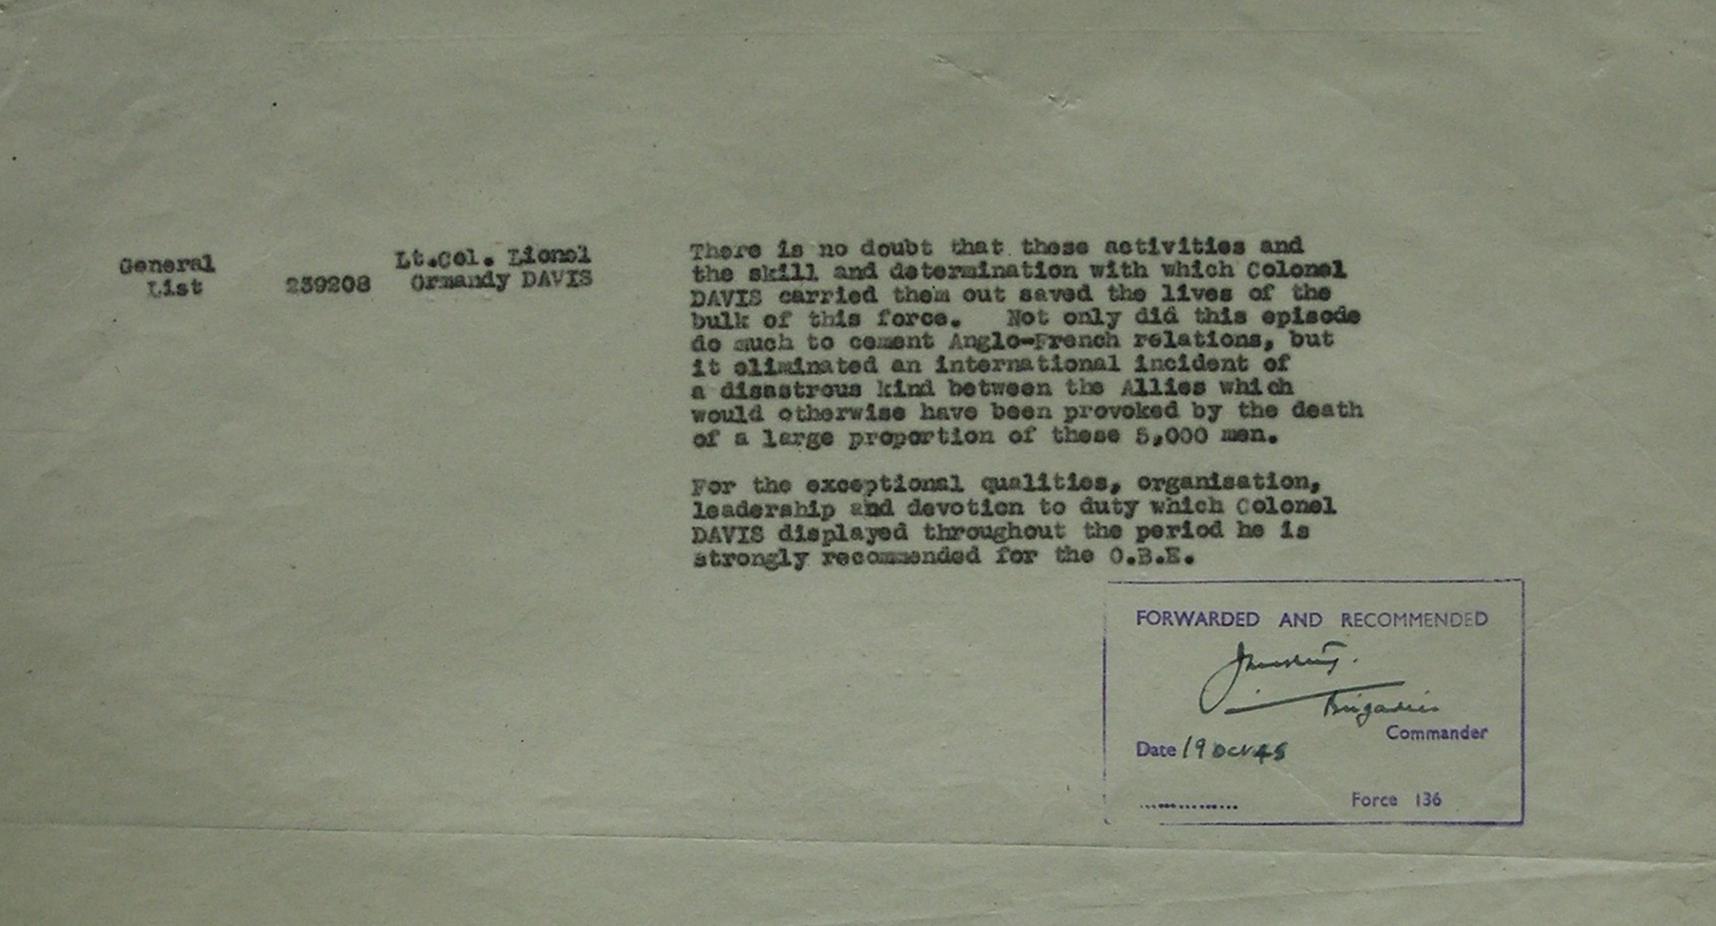 General
List
259208
Lt.Col. Lionel
Ormandy DAVIS
There is no doubt that these activities and
the skill and determination with which Colonel
DAVIS carried them out saved the lives of the
bulk of this force. Not only did this episode
do much to cement Anglo-French relations, but
it eliminated an international incident of
a disastrous kind between the Allies which
would otherwise have been provoked by the death
of a large proportion of these 5,000 men.
For the exceptional qualities, organisation,
leadership and devotion to duty which Colonel
DAVIS displayed throughout the period he is
strongly recommended for the O.B.E.
FORWARDED AND RECOMMENDED
Brigadier
Commander
Date 19 Oct 45
Force 136